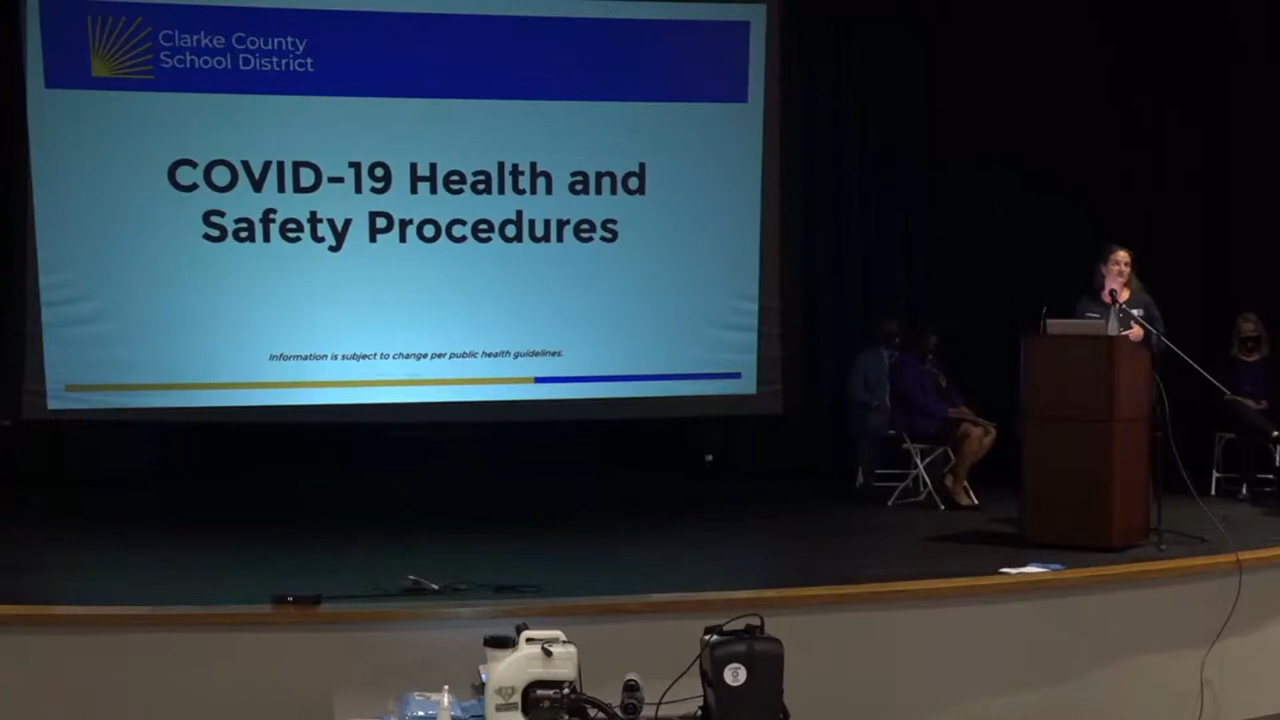 Clarke County
School District
COVID-19 Health and
Safety Procedures
Information is subject to change per public health guidelines.